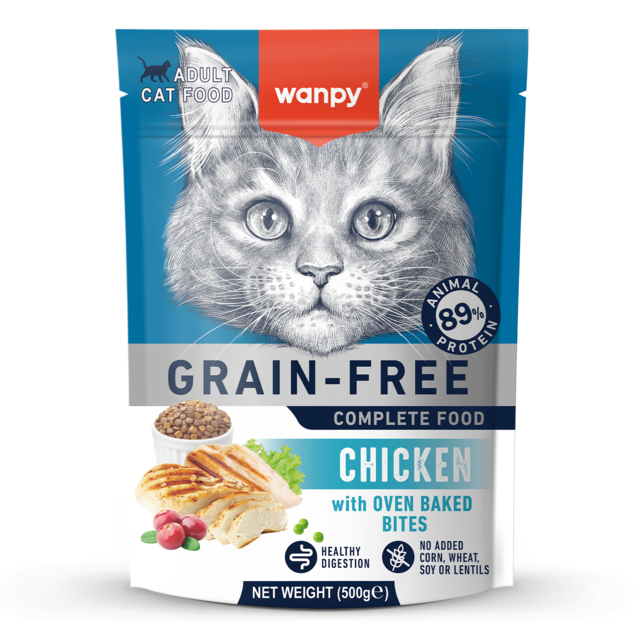 ADULT
CAT FOOD
wanpy®
ANIMAL
89%
PROTEIN
GRAIN-FREE
COMPLETE FOOD
CHICKEN
with OVEN BAKED
BITES
HEALTHY
DIGESTION
NO ADDED
CORN, WHEAT,
SOY OR LENTILS
NET WEIGHT (500g℮)